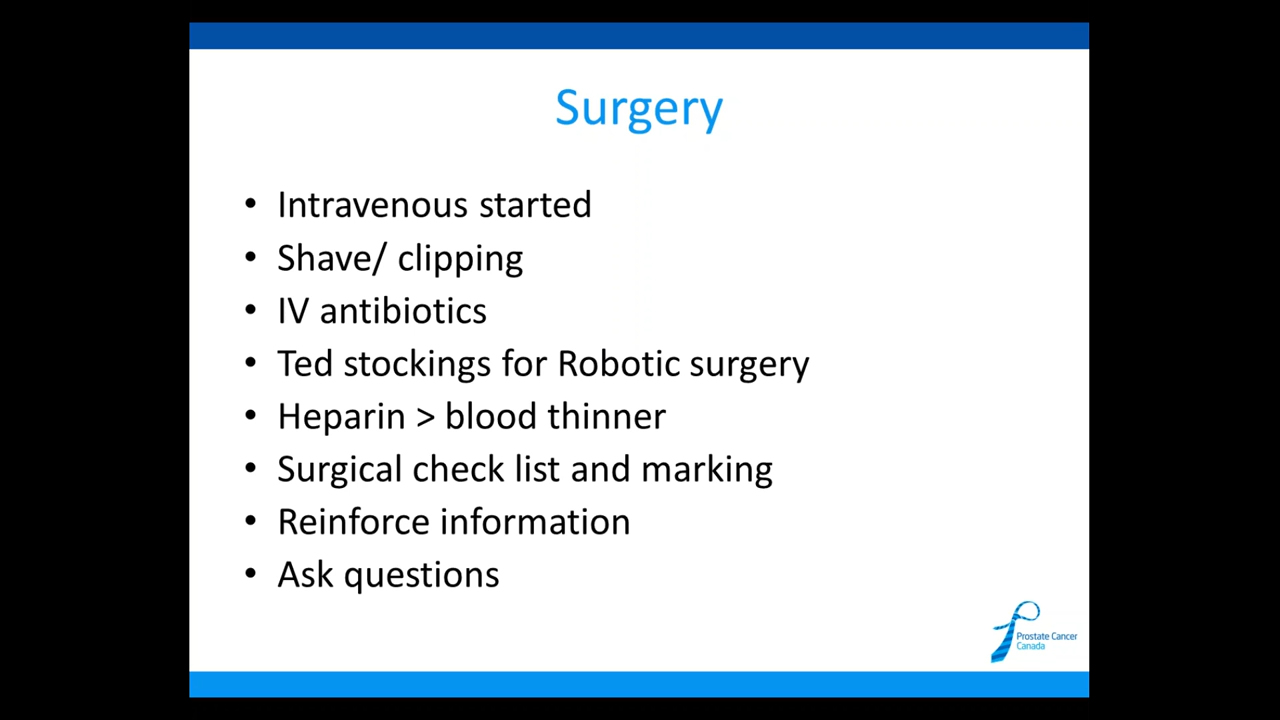 Surgery
• Intravenous started
• Shave/ clipping
• IV antibiotics
• Ted stockings for Robotic surgery
• Heparin > blood thinner
• Surgical check list and marking
• Reinforce information
• Ask questions
Prostate Cancer
Canada